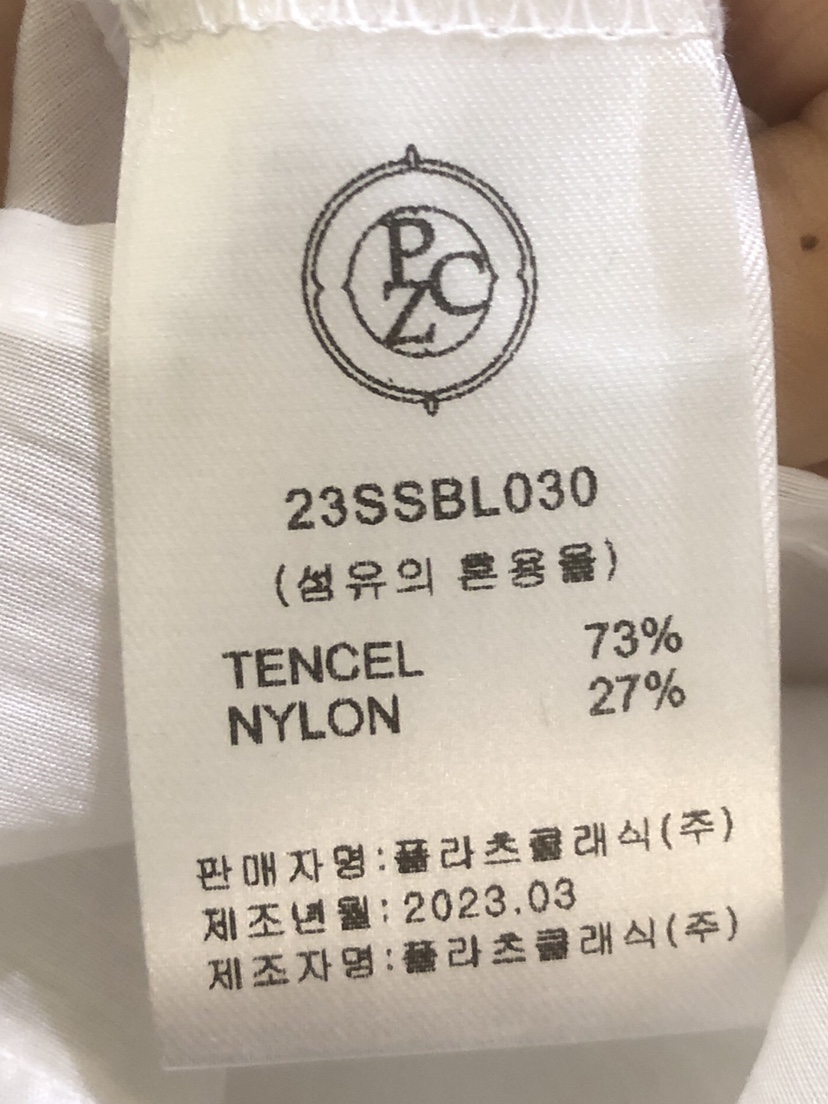 PZC
23SSBL030
(섬유의 혼용율)
TENCEL 73%
NYLON 27%
판매자명:플라츠클래식(주)
제조년월:2023.03
제조자명:플라츠클래식(주)